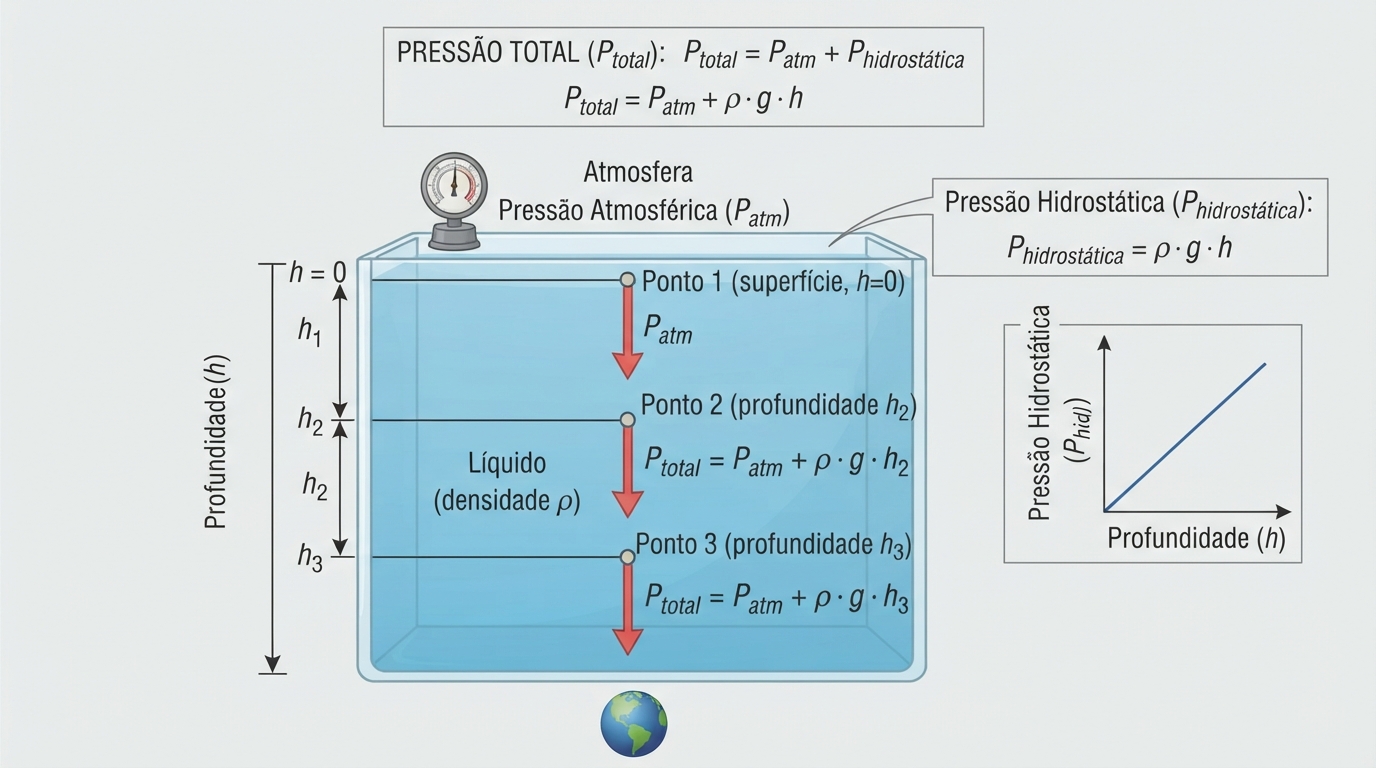 PRESSÃO TOTAL (P_total): P_total = P_atm + P_hidrostática
P_total = P_atm + ρ · g · h
Atmosfera
Pressão Atmosférica (P_atm)
Pressão Hidrostática (P_hidrostática):
P_hidrostática = ρ · g · h
h = 0
Ponto 1 (superfície, h=0)
h₁
P_atm
Profundidade (h)
h₂
Ponto 2 (profundidade h₂)
P_total = P_atm + ρ · g · h₂
h₂
Líquido
(densidade ρ)
h₃
Ponto 3 (profundidade h₃)
P_total = P_atm + ρ · g · h₃
Pressão Hidrostática
(P_hid)
Profundidade (h)